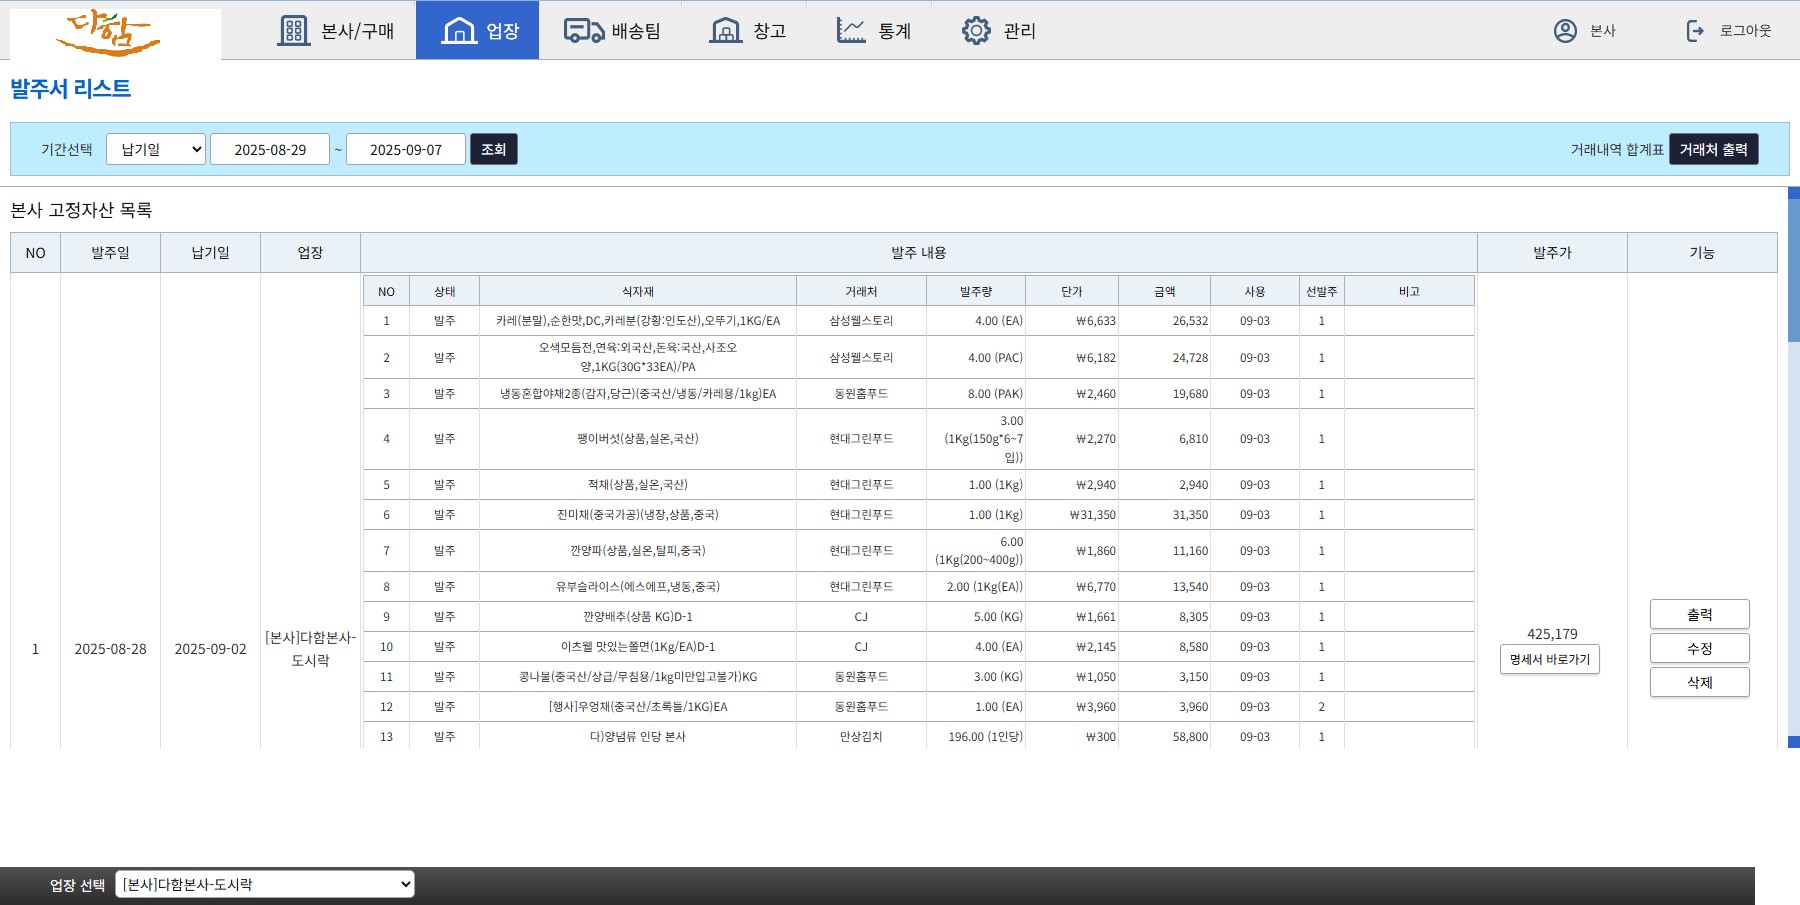 다함
본사/구매
업장
배송팀
창고
통계
관리
본사
로그아웃
발주서 리스트
기간선택 납기일 2025-08-29 ~ 2025-09-07 조회 거래내역 합계표 거래처 출력
본사 고정자산 목록
NO 발주일 납기일 업장 발주 내용 발주가 기능
NO 상태 식자재 거래처 발주량 단가 금액 사용 선발주 비고
1 발주 카레(분말),순한맛,DC,카레분(강황:인도산),오뚜기,1KG/EA 삼성웰스토리 4.00 (EA) ₩6,633 26,532 09-03 1
오색모듬전,연육:외국산,돈육:국산,사조오
2 발주 양,1KG(30G*33EA)/PA 삼성웰스토리 4.00 (PAC) ₩6,182 24,728 09-03 1
3 발주 냉동혼합야채2종(감자,당근)(중국산/냉동/카레용/1kg)EA 동원홈푸드 8.00 (PAK) ₩2,460 19,680 09-03 1
3.00
4 발주 팽이버섯(상품,실온,국산) 현대그린푸드 (1Kg(150g*6~7 ₩2,270 6,810 09-03 1
입))
5 발주 적채(상품,실온,국산) 현대그린푸드 1.00 (1Kg) ₩2,940 2,940 09-03 1
6 발주 진미채(중국가공)(냉장,상품,중국) 현대그린푸드 1.00 (1Kg) ₩31,350 31,350 09-03 1
6.00
7 발주 깐양파(상품,실온,탈피,중국) 현대그린푸드 (1Kg(200~400g)) ₩1,860 11,160 09-03 1
8 발주 유부슬라이스(에스에프,냉동,중국) 현대그린푸드 2.00 (1Kg(EA)) ₩6,770 13,540 09-03 1
9 발주 깐양배추(상품 KG)D-1 CJ 5.00 (KG) ₩1,661 8,305 09-03 1
10 발주 이츠웰 맛있는쫄면(1Kg/EA)D-1 CJ 4.00 (EA) ₩2,145 8,580 09-03 1
11 발주 콩나물(중국산/상급/무침용/1kg미만입고불가)KG 동원홈푸드 3.00 (KG) ₩1,050 3,150 09-03 1
12 발주 [행사]우엉채(중국산/초록들/1KG)EA 동원홈푸드 1.00 (EA) ₩3,960 3,960 09-03 2
13 발주 다)양념류 인당 본사 만상김치 196.00 (1인당) ₩300 58,800 09-03 1
1 2025-08-28 2025-09-02 [본사]다함본사-
도시락
425,179
명세서 바로가기
출력
수정
삭제
업장 선택 [본사]다함본사-도시락